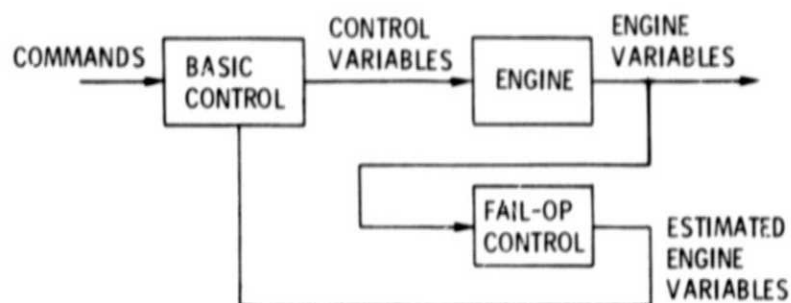 COMMANDS
BASIC
CONTROL
CONTROL
VARIABLES
ENGINE
ENGINE
VARIABLES
FAIL-OP
CONTROL
ESTIMATED
ENGINE
VARIABLES